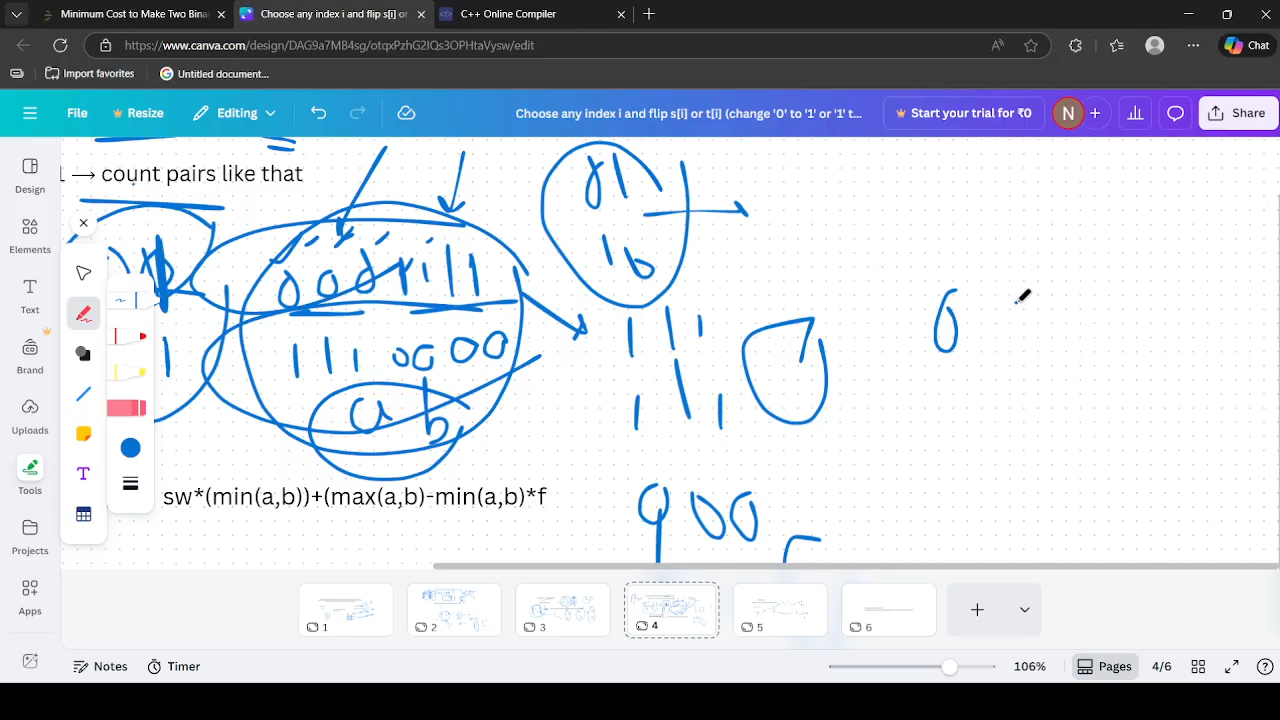 Minimum Cost to Make Two Bina
Choose any index i and flip s[i] or
C++ Online Compiler
https://www.canva.com/design/DAG9a7MB4sg/otqxPzhG2IQs3OPHtaVysw/edit
Chat
Import favorites
Untitled document...
File
Resize
Editing
Choose any index i and flip s[i] or t[i] (change '0' to '1' or '1' t...
Start your trial for ₹0
N
Share
Design
Elements
Text
Brand
Uploads
Tools
Projects
Apps
1 → count pairs like that
1110000
a b
sw*(min(a,b))+(max(a,b)-min(a,b)*f
0
1
2
3
4
5
6
Notes
Timer
106%
Pages
4/6